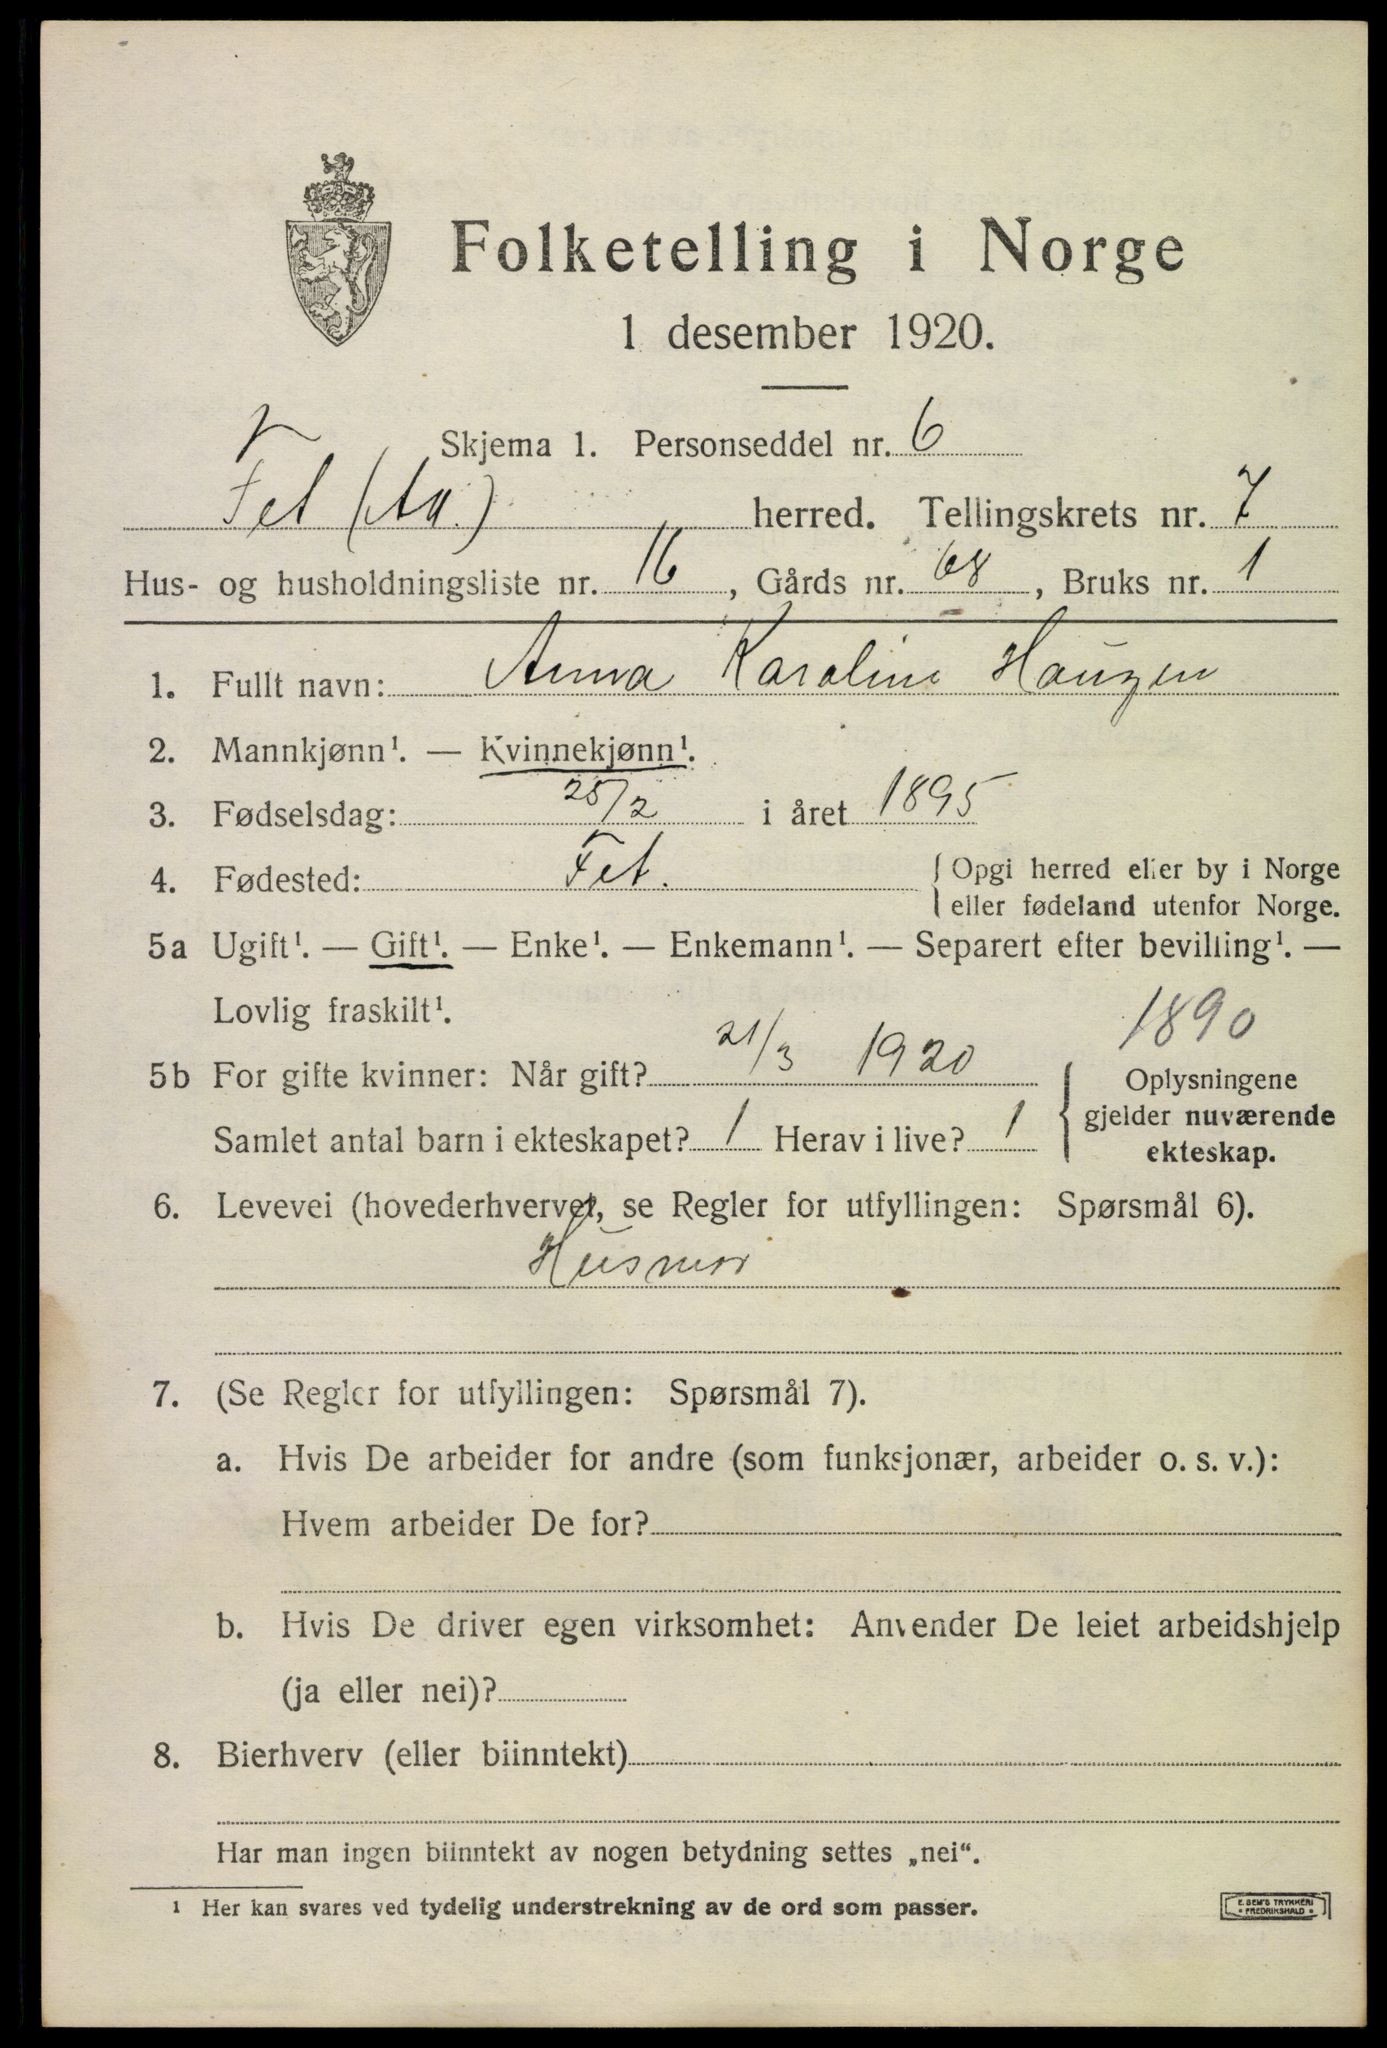 Folketelling i Norge
1 desember 1920.
Skjema 1. Personseddel nr. 6
Fet (Ak.) herred. Tellingskrets nr. 7
Hus- og husholdningsliste nr. 16, Gårds nr. 68, Bruks nr. 1
1. Fullt navn: Anna Karoline Hauzen
2. Mannkjønn¹. — Kvinnekjønn¹.
3. Fødselsdag: 25/2 i året 1895
4. Fødested: Fet. { Opgi herred eller by i Norge
eller fødeland utenfor Norge.
5a Ugift¹. — Gift¹. — Enke¹. — Enkemann¹. — Separert efter bevilling¹. —
Lovlig fraskilt¹.
1890
5b For gifte kvinner: Når gift? 21/3 1920
Samlet antal barn i ekteskapet? 1 Herav i live? 1
{ Oplysningene
gjelder nuværende
ekteskap.
6. Levevei (hovederhvervet, se Regler for utfyllingen: Spørsmål 6).
Husmor
7. (Se Regler for utfyllingen: Spørsmål 7).
a. Hvis De arbeider for andre (som funksjonær, arbeider o. s. v.):
Hvem arbeider De for?
b. Hvis De driver egen virksomhet: Anvender De leiet arbeidshjelp
(ja eller nei)?
8. Bierhverv (eller biinntekt)
Har man ingen biinntekt av nogen betydning settes „nei“.
¹ Her kan svares ved tydelig understrekning av de ord som passer.
E. SEM'S TRYKKERI
• FREDRIKSHALD •